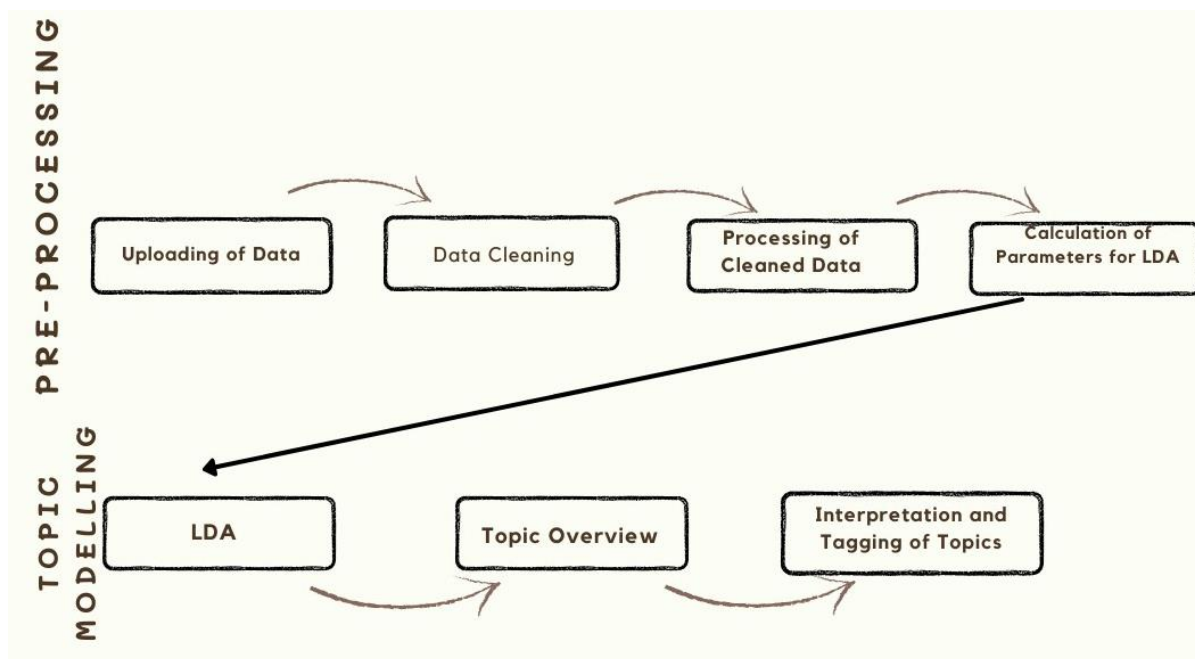 PRE-PROCESSING
Uploading of Data
Data Cleaning
Processing of
Cleaned Data
Calculation of
Parameters for LDA
TOPIC
MODELLING
LDA
Topic Overview
Interpretation and
Tagging of Topics